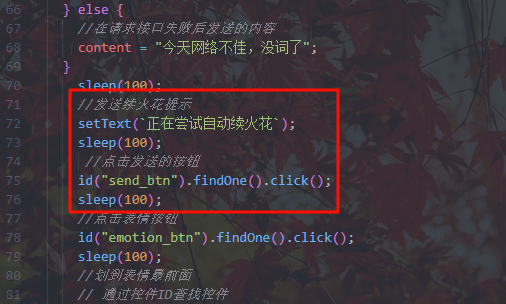 66 } else {
67 //在请求接口失败后发送的内容
68 content = "今天网络不佳，没词了";
69 }
70 sleep(100);
71 //发送续火花提示
72 setText(`正在尝试自动续火花`);
73 sleep(100);
74 //点击发送的按钮
75 id("send_btn").findOne().click();
76 sleep(100);
77 //点击表情按钮
78 id("emotion_btn").findOne().click();
79 sleep(100);
80 //划到表情最前面
81 // 通过控件ID查找控件